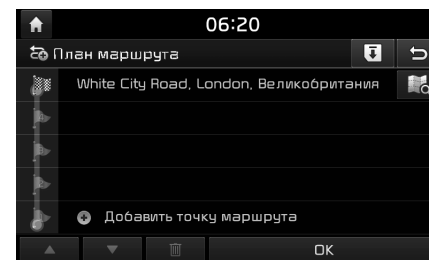 06:20
План маршрута
White City Road, London, Великобритания
Добавить точку маршрута
OK